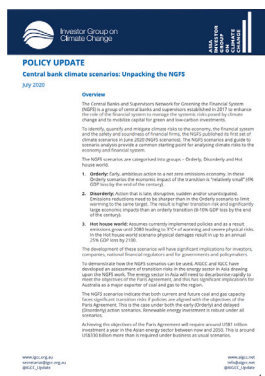 Investor Group on
Climate Change
ASIA
INVESTOR
GROUP
ON
CLIMATE
CHANGE
POLICY UPDATE
Central bank climate scenarios: Unpacking the NGFS
July 2020
Overview
The Central Banks and Supervisors Network for Greening the Financial System
(NGFS) is a group of central banks and supervisors established in 2017 to enhance
the role of the financial system to manage the systemic risks posed by climate
change and to mobilize capital for green and low-carbon investments.
To identify, quantify and mitigate climate risks to the economy, the financial system
and the safety and soundness of financial firms, the NGFS published its first set of
climate scenarios in June 2020 (NGFS scenarios). The NGFS scenarios and guide to
scenario analysis provide a common starting point for analysing climate risks to the
economy and financial system.
The NGFS scenarios are categorised into groups – Orderly, Disorderly and Hot
house world.
1. Orderly: Early, ambitious action to a net zero emissions economy. In these
Orderly scenarios the economic impact of the transition is "relatively small" (4%
GDP loss by the end of the century)
2. Disorderly: Action that is late, disruptive, sudden and/or unanticipated.
Emissions reductions need to be sharper than in the Orderly scenario to limit
warming to the same target. The result is higher transition risk and significantly
large economic impacts than an orderly transition (8-10% GDP loss by the end
of the century).
3. Hot house world: Assumes currently implemented policies and as a result
emissions grow until 2080 leading to 3°C+ of warming and severe physical risks.
In the Hot house world scenario physical damages result in up to an annual
25% GDP loss by 2100.
The development of these scenarios will have significant implications for investors,
companies, national financial regulators and for governments and policymakers.
To demonstrate how the NGFS scenarios can be used, AIGCC and IGCC have
developed an assessment of transition risks in the energy sector in Asia drawing
upon the NGFS work. The energy sector in Asia will need to decarbonise rapidly to
meet the objectives of the Paris Agreement, and this has significant implications for
Australia as a major exporter of coal and gas to the region.
The NGFS scenarios indicate that both current and future coal and gas capacity
faces significant transition risks if policies are aligned with the objectives of the
Paris Agreement. This is the case under both the early (Orderly) and delayed
(Disorderly) action scenarios. Renewable energy investment is robust under all
scenarios.
Achieving the objectives of the Paris Agreement will require around US$1 trillion
investment a year in the Asian energy sector between now and 2050. This is around
US$330 billion more than is required under business as usual scenarios.
www.igcc.org.au
secretariat@igcc.org.au
@IGCC_Update
www.aigcc.net
info@aigcc.net
@AIGCC_Update